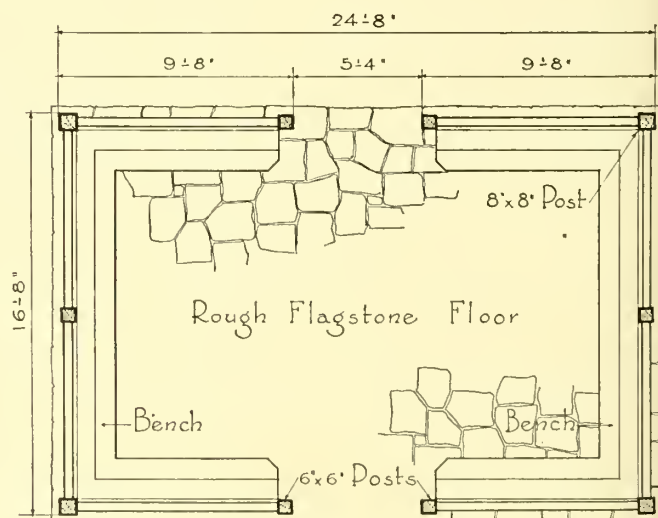 24'-8"
9'-8" 5'-4" 9'-8"
8"x8" Post
16'-8"
Rough Flagstone Floor
Bench
Bench
6"x6" Posts